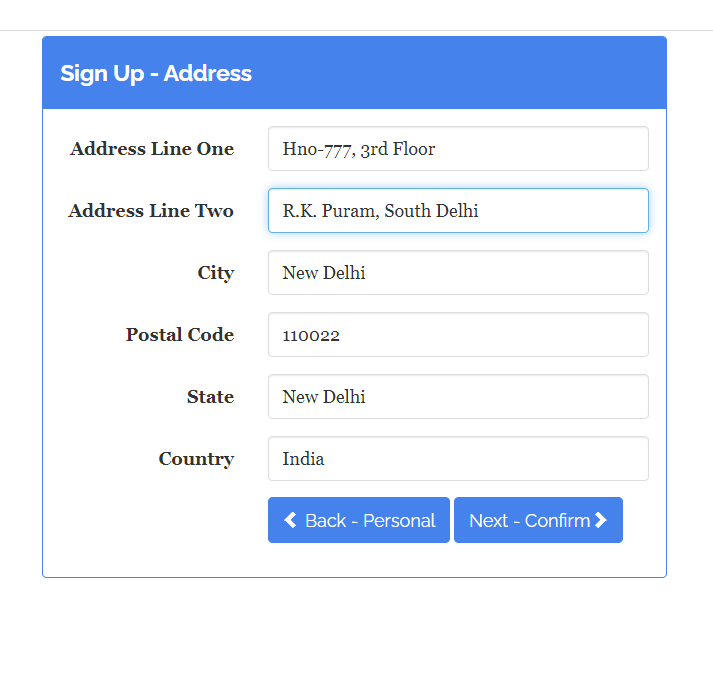 Sign Up - Address
Address Line One Hno-777, 3rd Floor
Address Line Two R.K. Puram, South Delhi
City New Delhi
Postal Code 110022
State New Delhi
Country India
Back - Personal Next - Confirm